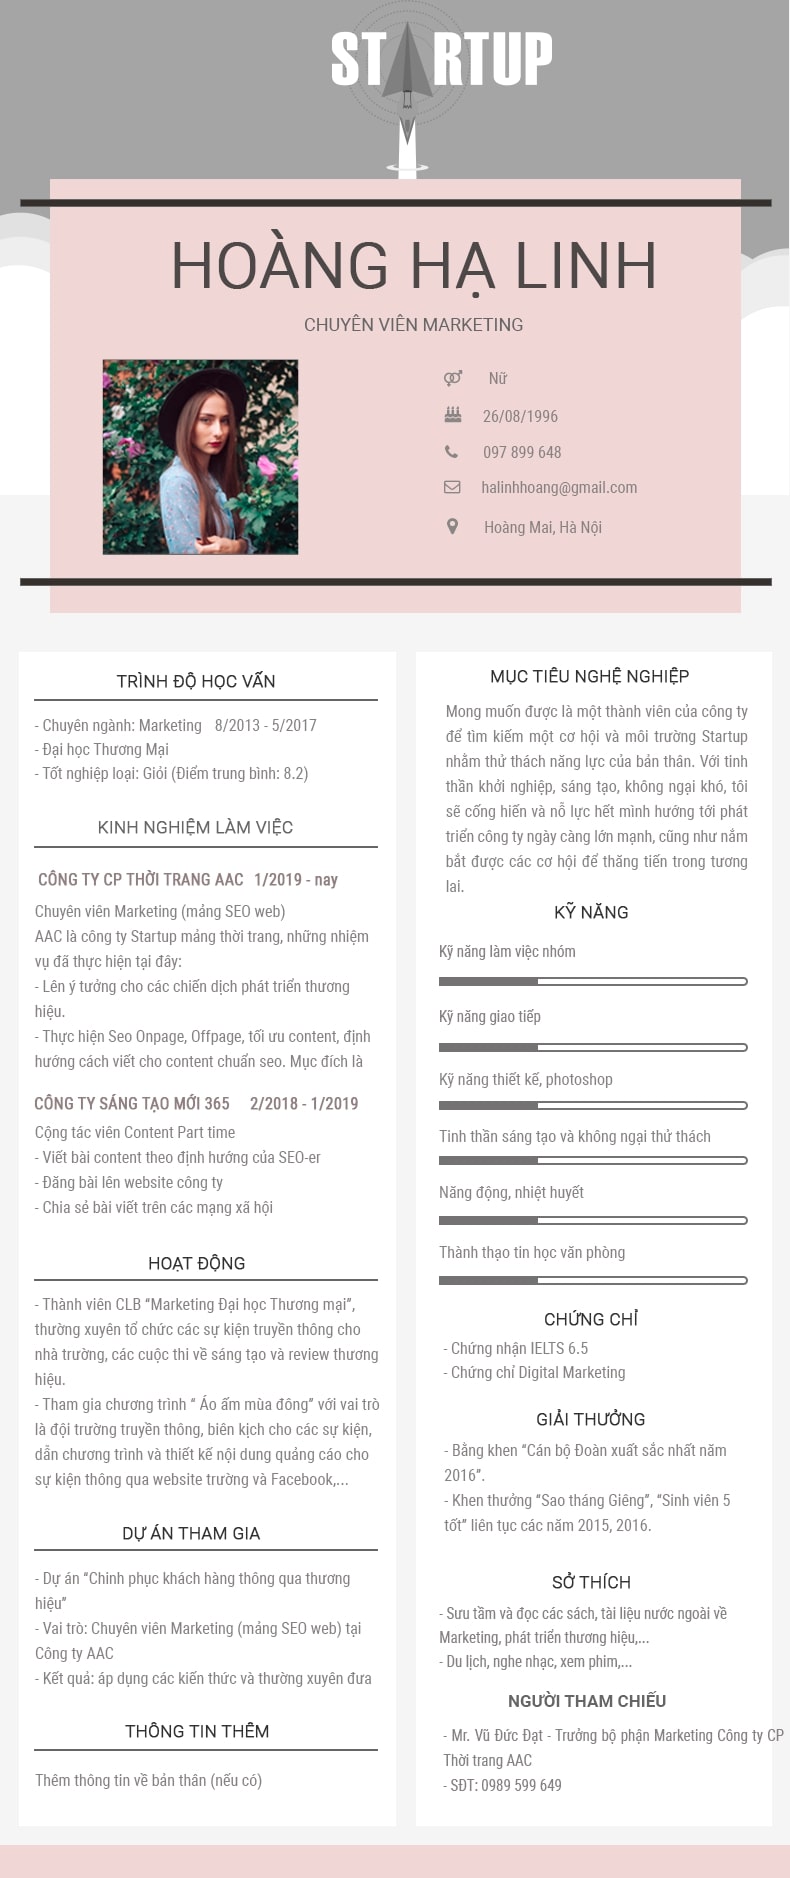 STARTUP
HOÀNG HẠ LINH
CHUYÊN VIÊN MARKETING
Nữ
26/08/1996
097 899 648
halinhhoang@gmail.com
Hoàng Mai, Hà Nội
TRÌNH ĐỘ HỌC VẤN
- Chuyên ngành: Marketing 8/2013 - 5/2017
- Đại học Thương Mại
- Tốt nghiệp loại: Giỏi (Điểm trung bình: 8.2)
KINH NGHIỆM LÀM VIỆC
CÔNG TY CP THỜI TRANG AAC 1/2019 - nay
Chuyên viên Marketing (mảng SEO web)
AAC là công ty Startup mảng thời trang, những nhiệm
vụ đã thực hiện tại đây:
- Lên ý tưởng cho các chiến dịch phát triển thương
hiệu.
- Thực hiện Seo Onpage, Offpage, tối ưu content, định
hướng cách viết cho content chuẩn seo. Mục đích là
CÔNG TY SÁNG TẠO MỚI 365 2/2018 - 1/2019
Cộng tác viên Content Part time
- Viết bài content theo định hướng của SEO-er
- Đăng bài lên website công ty
- Chia sẻ bài viết trên các mạng xã hội
HOẠT ĐỘNG
- Thành viên CLB “Marketing Đại học Thương mại”,
thường xuyên tổ chức các sự kiện truyền thông cho
nhà trường, các cuộc thi về sáng tạo và review thương
hiệu.
- Tham gia chương trình “ Áo ấm mùa đông” với vai trò
là đội trưởng truyền thông, biên kịch cho các sự kiện,
dẫn chương trình và thiết kế nội dung quảng cáo cho
sự kiện thông qua website trường và Facebook,...
DỰ ÁN THAM GIA
- Dự án “Chinh phục khách hàng thông qua thương
hiệu”
- Vai trò: Chuyên viên Marketing (mảng SEO web) tại
Công ty AAC
- Kết quả: áp dụng các kiến thức và thường xuyên đưa
THÔNG TIN THÊM
Thêm thông tin về bản thân (nếu có)
MỤC TIÊU NGHỀ NGHIỆP
Mong muốn được là một thành viên của công ty
để tìm kiếm một cơ hội và môi trường Startup
nhằm thử thách năng lực của bản thân. Với tinh
thần khởi nghiệp, sáng tạo, không ngại khó, tôi
sẽ cống hiến và nỗ lực hết mình hướng tới phát
triển công ty ngày càng lớn mạnh, cũng như nắm
bắt được các cơ hội để thăng tiến trong tương
lai.
KỸ NĂNG
Kỹ năng làm việc nhóm
Kỹ năng giao tiếp
Kỹ năng thiết kế, photoshop
Tinh thần sáng tạo và không ngại thử thách
Năng động, nhiệt huyết
Thành thạo tin học văn phòng
CHỨNG CHỈ
- Chứng nhận IELTS 6.5
- Chứng chỉ Digital Marketing
GIẢI THƯỞNG
- Bằng khen “Cán bộ Đoàn xuất sắc nhất năm
2016”.
- Khen thưởng “Sao tháng Giêng”, “Sinh viên 5
tốt” liên tục các năm 2015, 2016.
SỞ THÍCH
- Sưu tầm và đọc các sách, tài liệu nước ngoài về
Marketing, phát triển thương hiệu,...
- Du lịch, nghe nhạc, xem phim,...
NGƯỜI THAM CHIẾU
- Mr. Vũ Đức Đạt - Trưởng bộ phận Marketing Công ty CP
Thời trang AAC
- SĐT: 0989 599 649